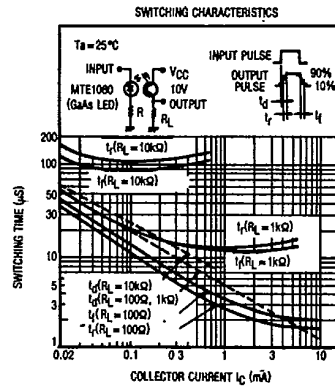 SWITCHING CHARACTERISTICS
Ta=25°C
INPUT
MTE1080
(GaAs LED)
VCC
10V
OUTPUT
R
RL
INPUT PULSE
OUTPUT PULSE
90%
10%
td
tr
tf
SWITCHING TIME (µS)
200
100
50
30
10
5
3
2
1
tr(RL=10kΩ)
tf(RL=10kΩ)
tr(RL=1kΩ)
tf(RL=1kΩ)
td(RL=10kΩ)
td(RL=100Ω, 1kΩ)
tf(RL=100Ω)
tr(RL=100Ω)
0.02
0.1
0 3
1
3
10
COLLECTOR CURRENT IC (mA)